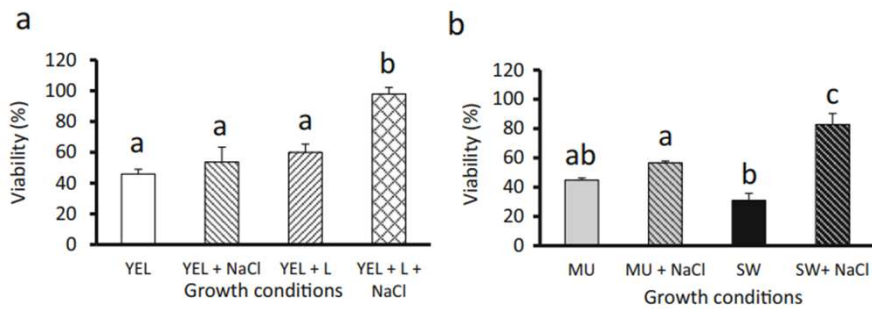 a
120
100
80
60
40
20
0
Viability (%)
a
a
a
b
YEL
YEL + NaCl
YEL + L
YEL + L +
NaCl
Growth conditions
b
120
100
80
60
40
20
0
Viability (%)
ab
a
b
c
MU
MU + NaCl
SW
SW+ NaCl
Growth conditions